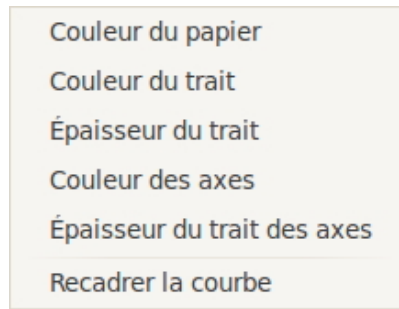 Couleur du papier
Couleur du trait
Épaisseur du trait
Couleur des axes
Épaisseur du trait des axes
Recadrer la courbe